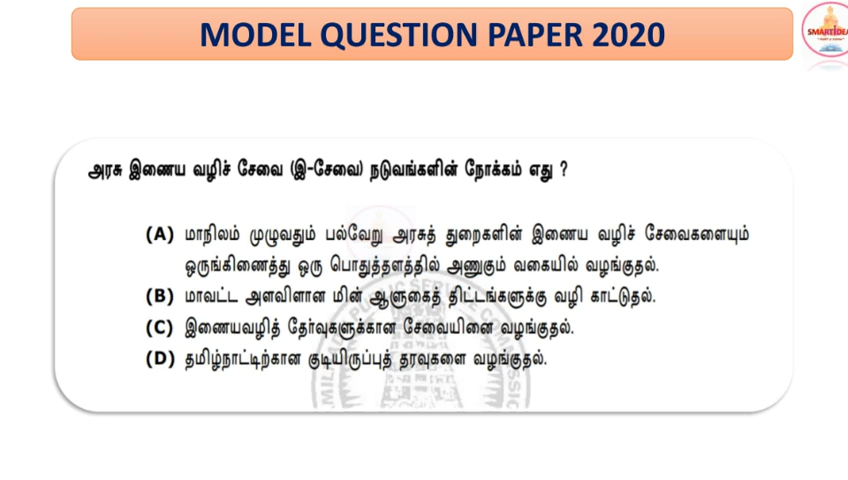 MODEL QUESTION PAPER 2020
SMART IDEA
அரசு இணைய வழிச் சேவை (இ-சேவை) நடுவங்களின் நோக்கம் எது ?
(A) மாநிலம் முழுவதும் பல்வேறு அரசுத் துறைகளின் இணைய வழிச் சேவைகளையும்
ஒருங்கிணைத்து ஒரு பொதுத்தளத்தில் அணுகும் வகையில் வழங்குதல்.
(B) மாவட்ட அளவிளான மின் ஆளுகைத் திட்டங்களுக்கு வழி காட்டுதல்.
(C) இணையவழித் தேர்வுகளுக்கான சேவையினை வழங்குதல்.
(D) தமிழ்நாட்டிற்கான குடியிருப்புத் தரவுகளை வழங்குதல்.